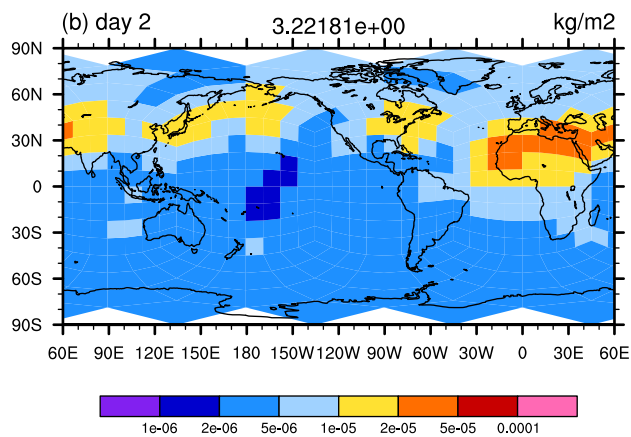 (b) day 2 3.22181e+00 kg/m2
90N
60N
30N
0
30S
60S
90S
60E 90E 120E 150E 180 150W 120W 90W 60W 30W 0 30E 60E
1e-06 2e-06 5e-06 1e-05 2e-05 5e-05 0.0001